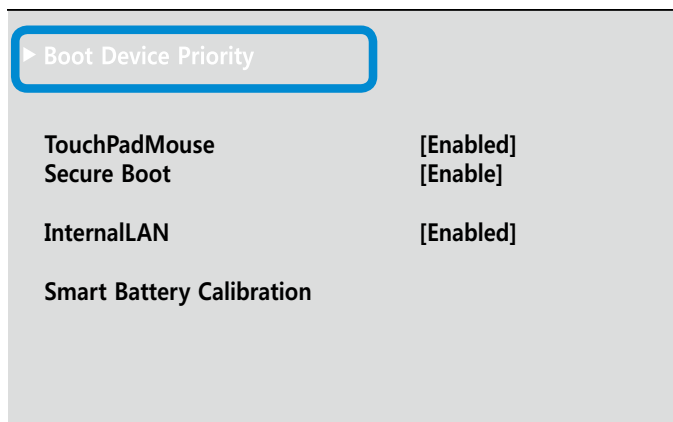 ▶ Boot Device Priority
TouchPadMouse [Enabled]
Secure Boot [Enable]
InternalLAN [Enabled]
Smart Battery Calibration